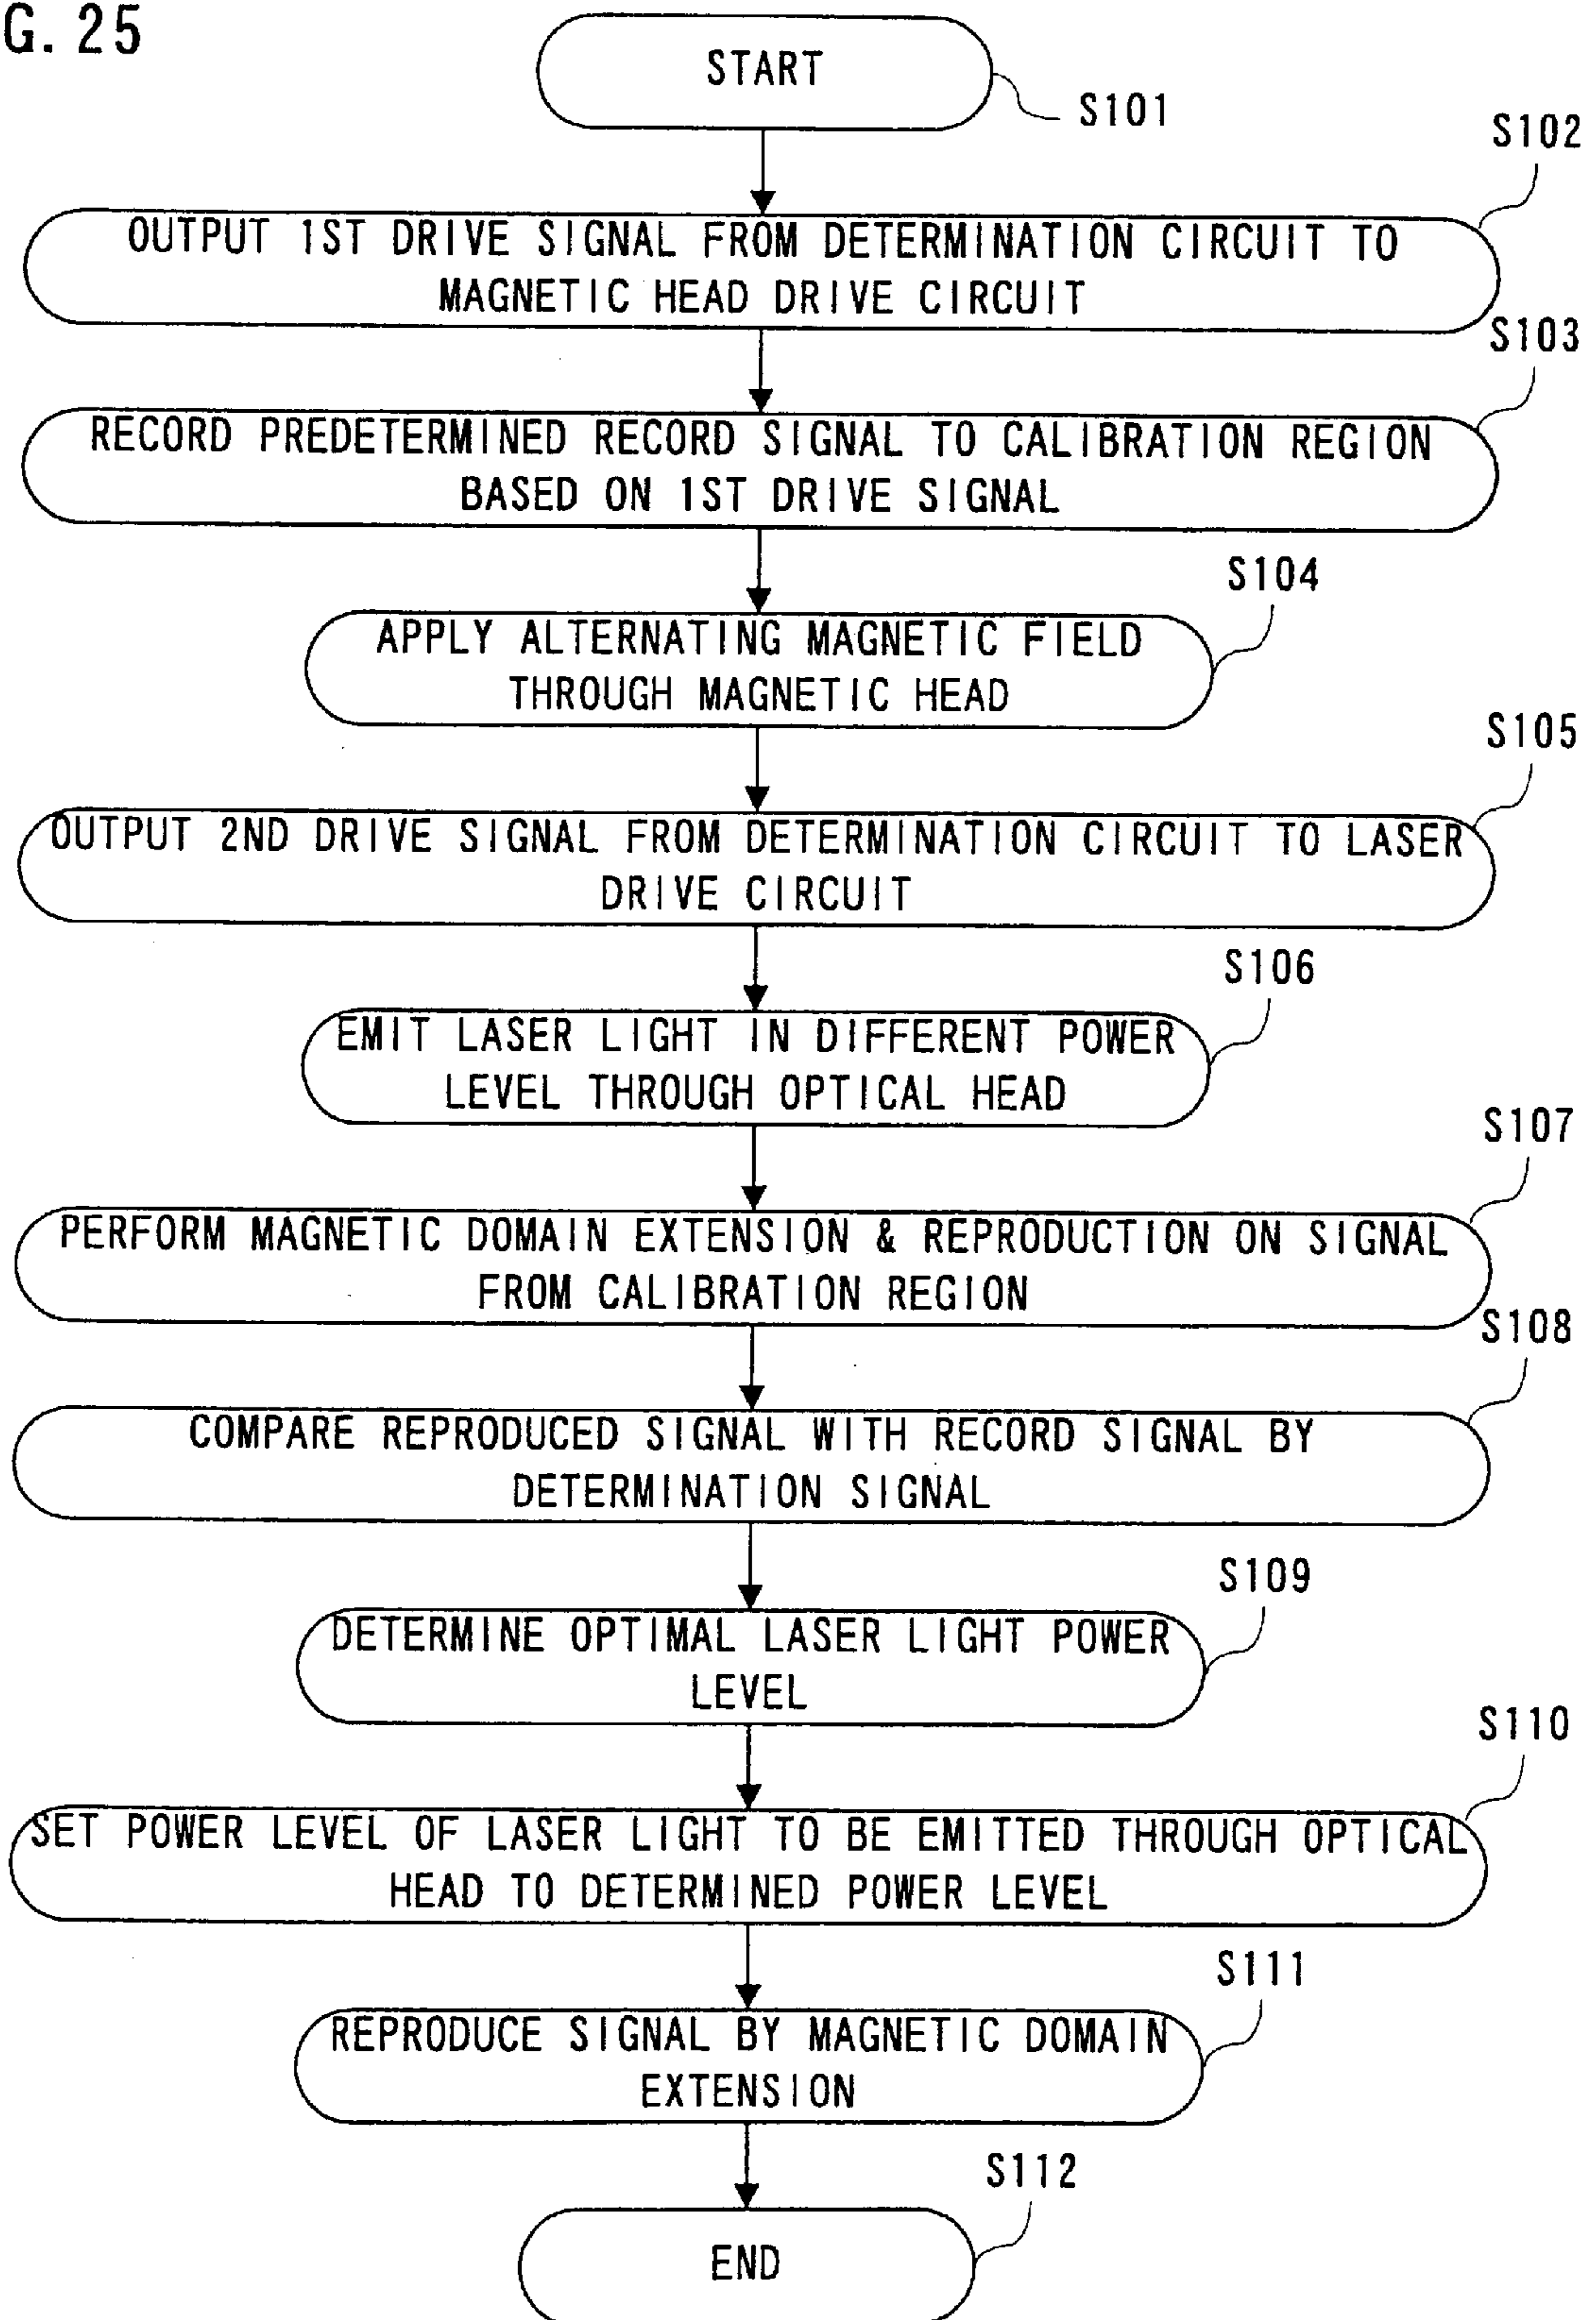 G. 25
START
S101
S102
OUTPUT 1ST DRIVE SIGNAL FROM DETERMINATION CIRCUIT TO
MAGNETIC HEAD DRIVE CIRCUIT
S103
RECORD PREDETERMINED RECORD SIGNAL TO CALIBRATION REGION
BASED ON 1ST DRIVE SIGNAL
S104
APPLY ALTERNATING MAGNETIC FIELD
THROUGH MAGNETIC HEAD
S105
OUTPUT 2ND DRIVE SIGNAL FROM DETERMINATION CIRCUIT TO LASER
DRIVE CIRCUIT
S106
EMIT LASER LIGHT IN DIFFERENT POWER
LEVEL THROUGH OPTICAL HEAD
S107
PERFORM MAGNETIC DOMAIN EXTENSION & REPRODUCTION ON SIGNAL
FROM CALIBRATION REGION
S108
COMPARE REPRODUCED SIGNAL WITH RECORD SIGNAL BY
DETERMINATION SIGNAL
S109
DETERMINE OPTIMAL LASER LIGHT POWER
LEVEL
S110
SET POWER LEVEL OF LASER LIGHT TO BE EMITTED THROUGH OPTICAL
HEAD TO DETERMINED POWER LEVEL
S111
REPRODUCE SIGNAL BY MAGNETIC DOMAIN
EXTENSION
S112
END